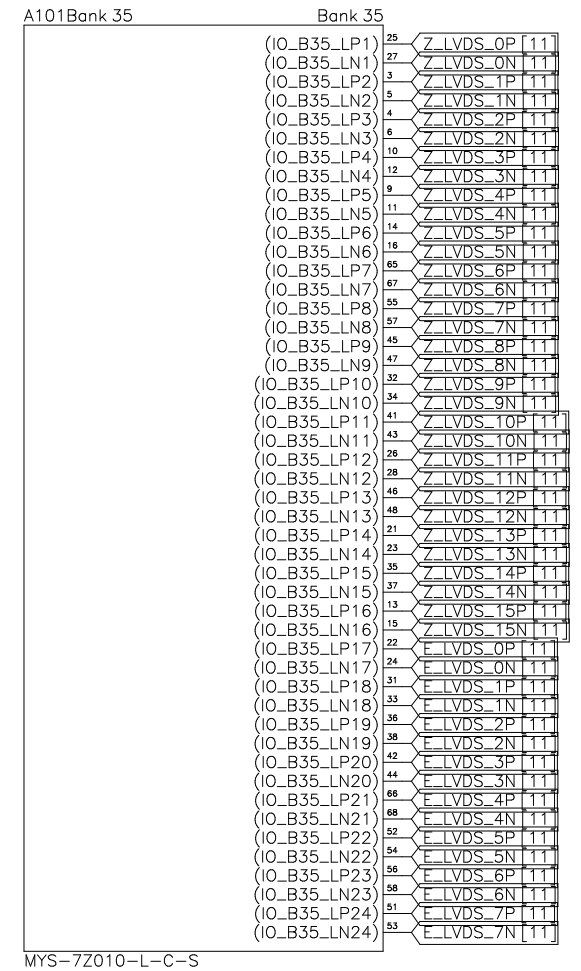 A101Bank 35 Bank 35
(IO_B35_LP1) 25 Z_LVDS_0P [11]
(IO_B35_LN1) 27 Z_LVDS_0N [11]
(IO_B35_LP2) 3 Z_LVDS_1P [11]
(IO_B35_LN2) 5 Z_LVDS_1N [11]
(IO_B35_LP3) 4 Z_LVDS_2P [11]
(IO_B35_LN3) 6 Z_LVDS_2N [11]
(IO_B35_LP4) 10 Z_LVDS_3P [11]
(IO_B35_LN4) 12 Z_LVDS_3N [11]
(IO_B35_LP5) 9 Z_LVDS_4P [11]
(IO_B35_LN5) 11 Z_LVDS_4N [11]
(IO_B35_LP6) 14 Z_LVDS_5P [11]
(IO_B35_LN6) 16 Z_LVDS_5N [11]
(IO_B35_LP7) 65 Z_LVDS_6P [11]
(IO_B35_LN7) 67 Z_LVDS_6N [11]
(IO_B35_LP8) 55 Z_LVDS_7P [11]
(IO_B35_LN8) 57 Z_LVDS_7N [11]
(IO_B35_LP9) 45 Z_LVDS_8P [11]
(IO_B35_LN9) 47 Z_LVDS_8N [11]
(IO_B35_LP10) 32 Z_LVDS_9P [11]
(IO_B35_LN10) 34 Z_LVDS_9N [11]
(IO_B35_LP11) 41 Z_LVDS_10P [11]
(IO_B35_LN11) 43 Z_LVDS_10N [11]
(IO_B35_LP12) 26 Z_LVDS_11P [11]
(IO_B35_LN12) 28 Z_LVDS_11N [11]
(IO_B35_LP13) 46 Z_LVDS_12P [11]
(IO_B35_LN13) 48 Z_LVDS_12N [11]
(IO_B35_LP14) 21 Z_LVDS_13P [11]
(IO_B35_LN14) 23 Z_LVDS_13N [11]
(IO_B35_LP15) 35 Z_LVDS_14P [11]
(IO_B35_LN15) 37 Z_LVDS_14N [11]
(IO_B35_LP16) 13 Z_LVDS_15P [11]
(IO_B35_LN16) 15 Z_LVDS_15N [11]
(IO_B35_LP17) 22 E_LVDS_0P [11]
(IO_B35_LN17) 24 E_LVDS_0N [11]
(IO_B35_LP18) 31 E_LVDS_1P [11]
(IO_B35_LN18) 33 E_LVDS_1N [11]
(IO_B35_LP19) 36 E_LVDS_2P [11]
(IO_B35_LN19) 38 E_LVDS_2N [11]
(IO_B35_LP20) 42 E_LVDS_3P [11]
(IO_B35_LN20) 44 E_LVDS_3N [11]
(IO_B35_LP21) 66 E_LVDS_4P [11]
(IO_B35_LN21) 68 E_LVDS_4N [11]
(IO_B35_LP22) 52 E_LVDS_5P [11]
(IO_B35_LN22) 54 E_LVDS_5N [11]
(IO_B35_LP23) 56 E_LVDS_6P [11]
(IO_B35_LN23) 58 E_LVDS_6N [11]
(IO_B35_LP24) 51 E_LVDS_7P [11]
(IO_B35_LN24) 53 E_LVDS_7N [11]
MYS-7Z010-L-C-S